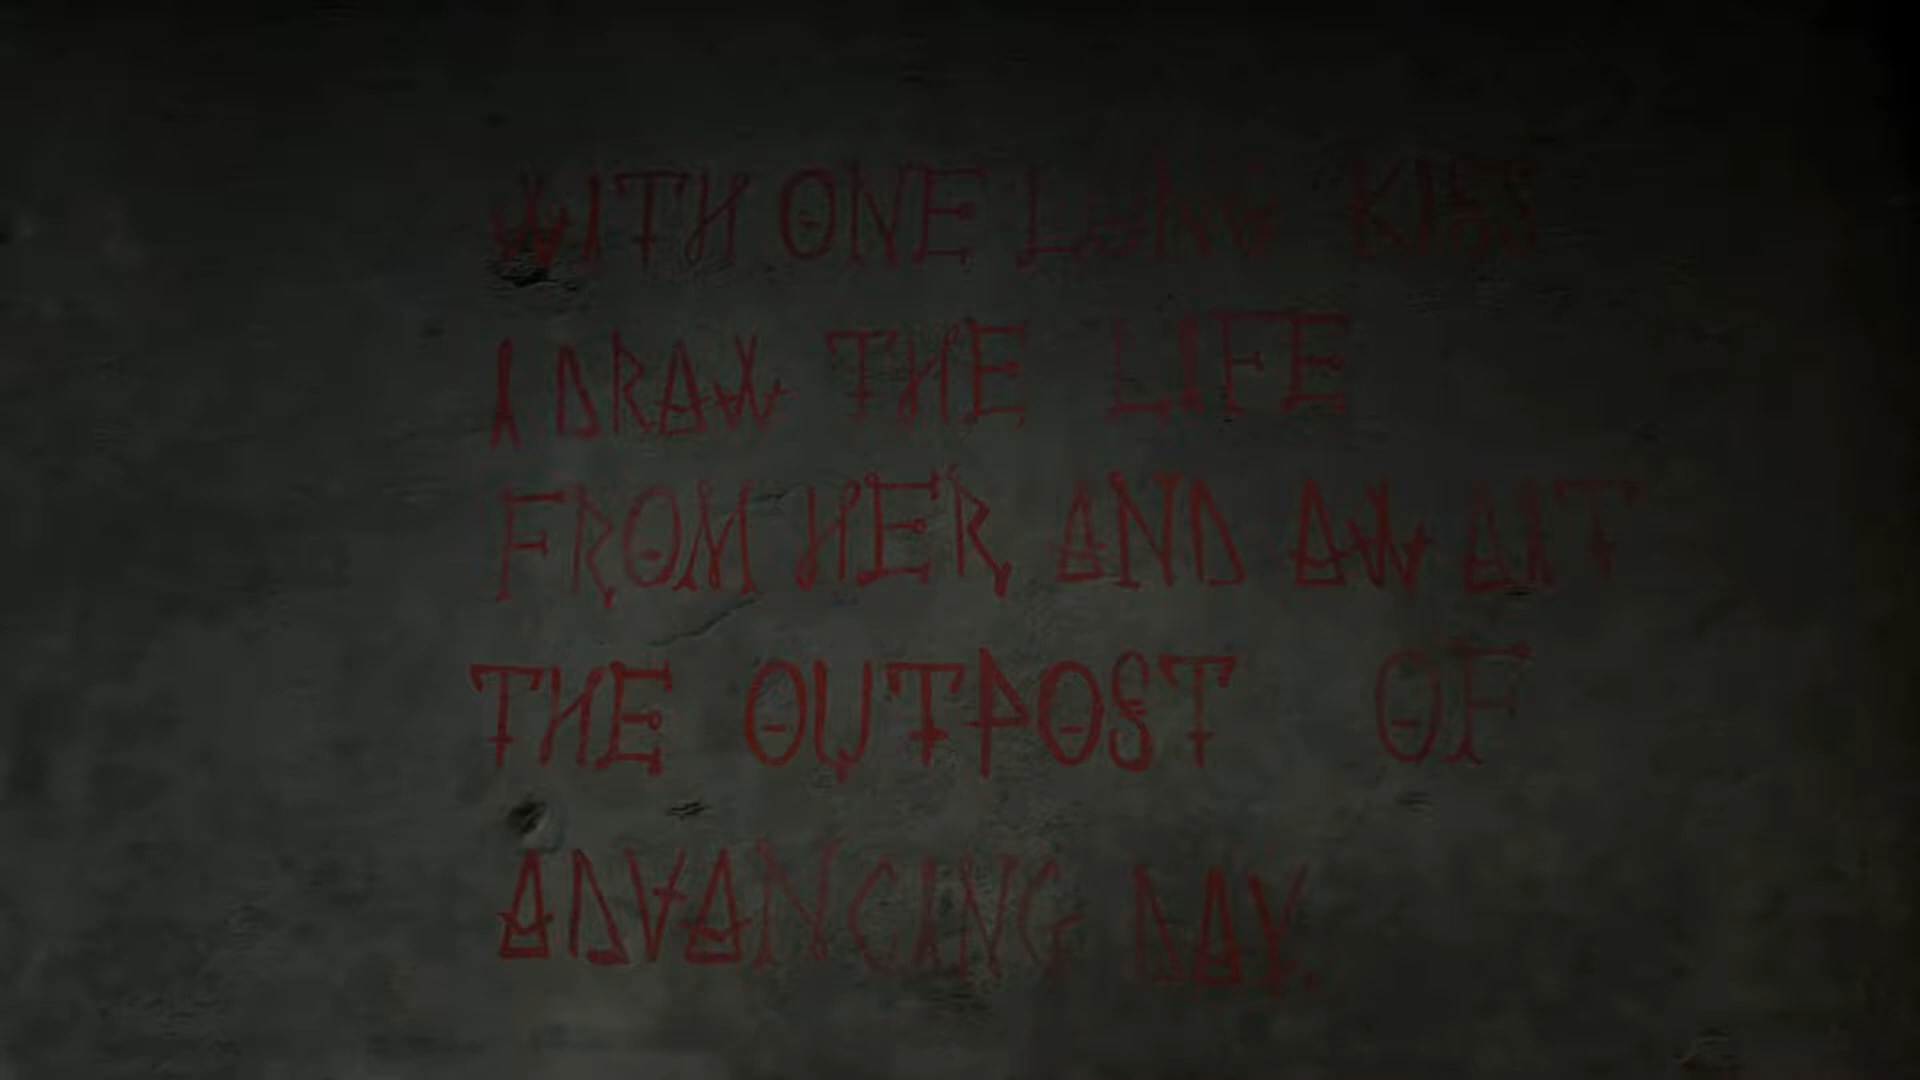 WITH ONE LONG KISS
I DRAW THE LIFE
FROM HER AND AWAIT
THE OUTPOST OF
ADVANCING DAY.